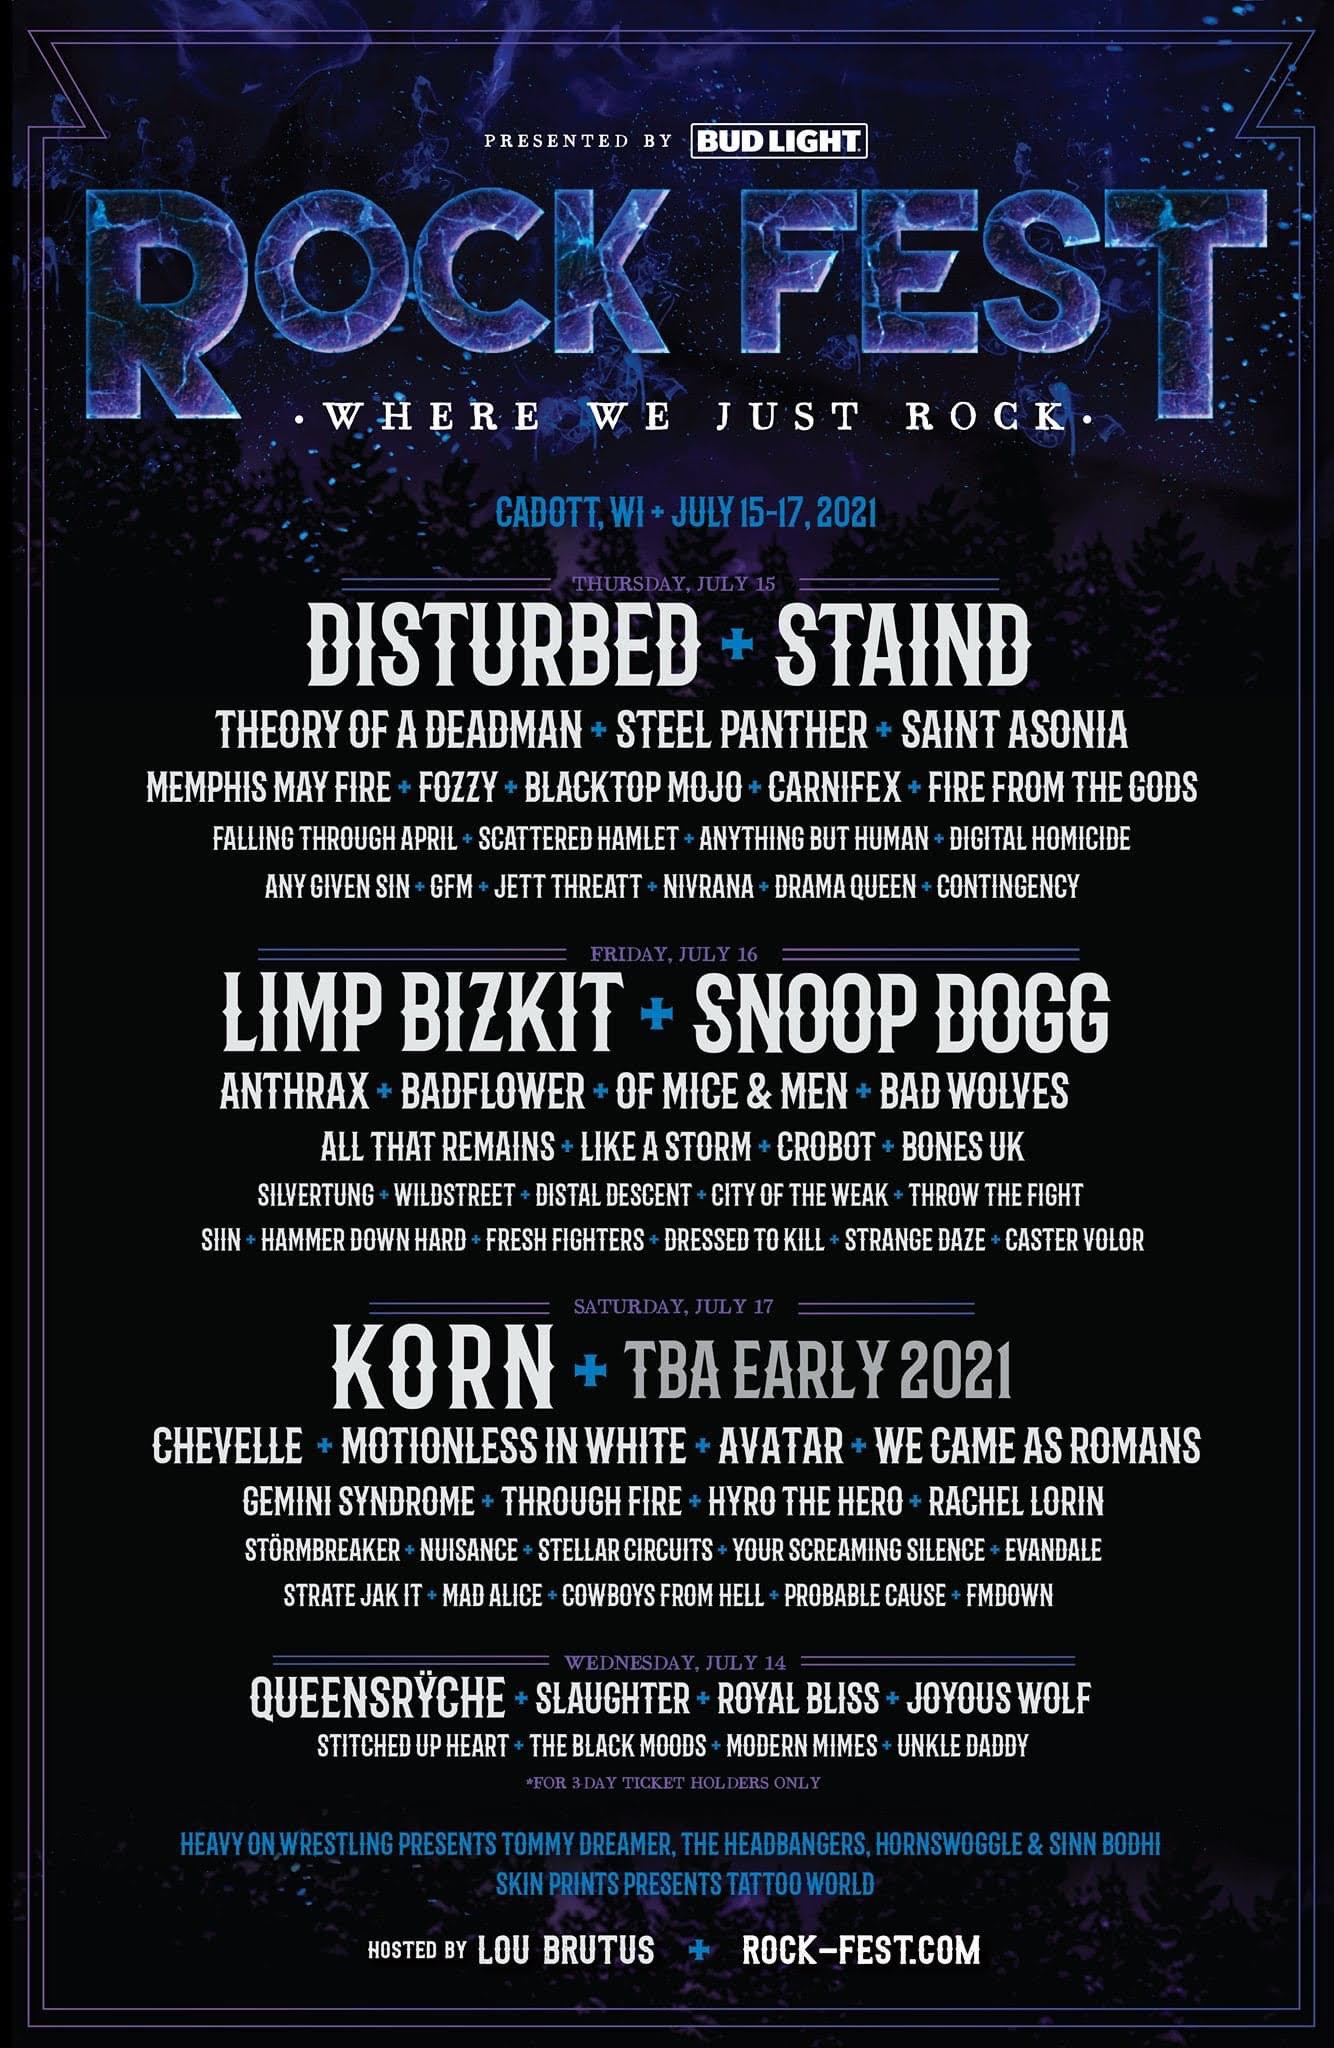 PRESENTED BY BUD LIGHT
ROCK FEST
· WHERE WE JUST ROCK ·
CADOTT, WI + JULY 15-17, 2021
THURSDAY, JULY 15
DISTURBED + STAIND
THEORY OF A DEADMAN + STEEL PANTHER + SAINT ASONIA
MEMPHIS MAY FIRE + FOZZY + BLACKTOP MOJO + CARNIFEX + FIRE FROM THE GODS
FALLING THROUGH APRIL + SCATTERED HAMLET + ANYTHING BUT HUMAN + DIGITAL HOMICIDE
ANY GIVEN SIN + GFM + JETT THREATT + NIVRANA + DRAMA QUEEN + CONTINGENCY
FRIDAY, JULY 16
LIMP BIZKIT + SNOOP DOGG
ANTHRAX + BADFLOWER + OF MICE & MEN + BAD WOLVES
ALL THAT REMAINS + LIKE A STORM + CROBOT + BONES UK
SILVERTUNG + WILDSTREET + DISTAL DESCENT + CITY OF THE WEAK + THROW THE FIGHT
SIIN + HAMMER DOWN HARD + FRESH FIGHTERS + DRESSED TO KILL + STRANGE DAZE + CASTER VOLOR
SATURDAY, JULY 17
KORN + TBA EARLY 2021
CHEVELLE + MOTIONLESS IN WHITE + AVATAR + WE CAME AS ROMANS
GEMINI SYNDROME + THROUGH FIRE + HYRO THE HERO + RACHEL LORIN
STÖRMBREAKER + NUISANCE + STELLAR CIRCUITS + YOUR SCREAMING SILENCE + EVANDALE
STRATE JAK IT + MAD ALICE + COWBOYS FROM HELL + PROBABLE CAUSE + FMDOWN
WEDNESDAY, JULY 14
QUEENSRŸCHE + SLAUGHTER + ROYAL BLISS + JOYOUS WOLF
STITCHED UP HEART + THE BLACK MOODS + MODERN MIMES + UNKLE DADDY
*FOR 3-DAY TICKET HOLDERS ONLY
HEAVY ON WRESTLING PRESENTS TOMMY DREAMER, THE HEADBANGERS, HORNSWOGGLE & SINN BODHI
SKIN PRINTS PRESENTS TATTOO WORLD
HOSTED BY LOU BRUTUS + ROCK-FEST.COM